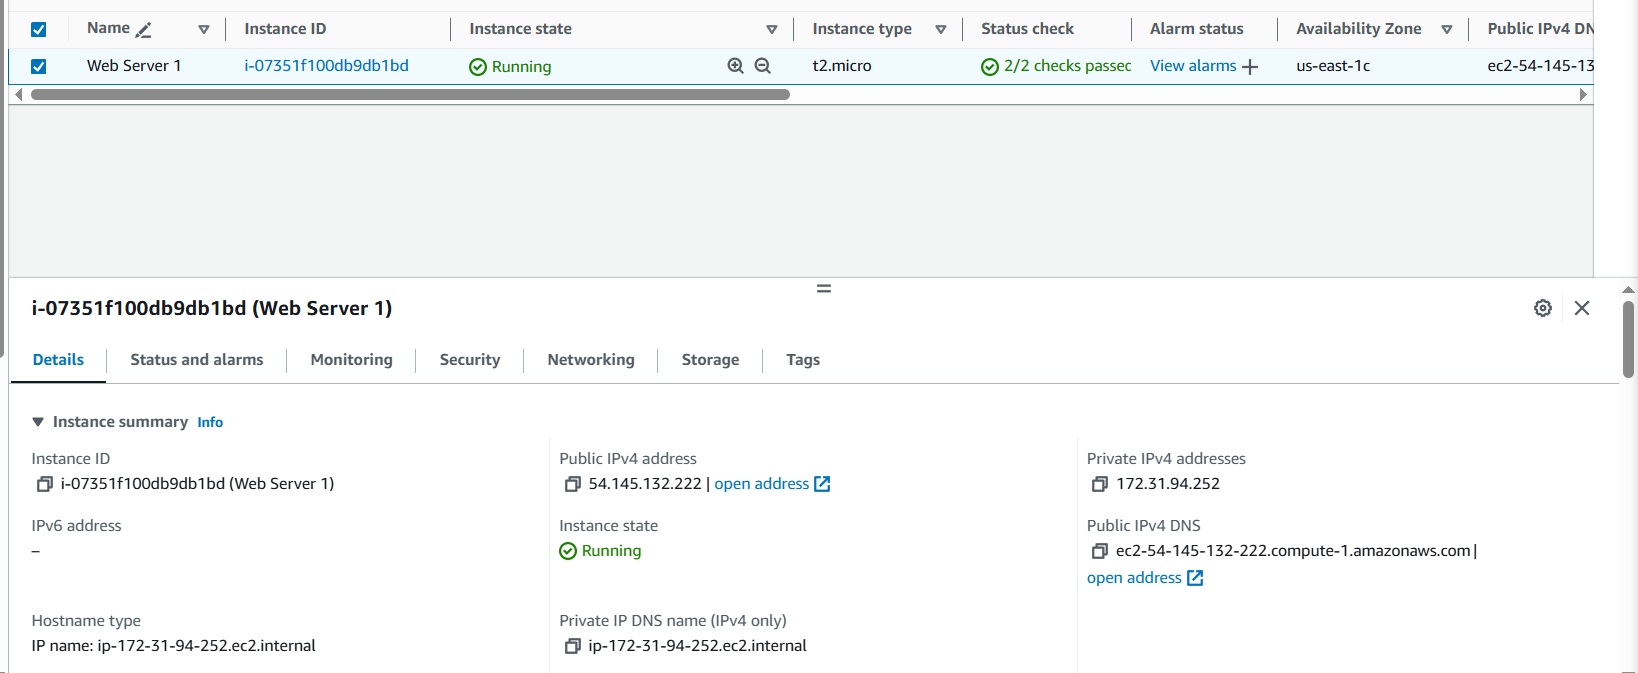 Name Instance ID Instance state Instance type Status check Alarm status Availability Zone Public IPv4 DN
Web Server 1 i-07351f100db9db1bd Running t2.micro 2/2 checks passec View alarms + us-east-1c ec2-54-145-13
i-07351f100db9db1bd (Web Server 1)
Details Status and alarms Monitoring Security Networking Storage Tags
Instance summary Info
Instance ID
i-07351f100db9db1bd (Web Server 1)
Public IPv4 address
54.145.132.222 | open address
Private IPv4 addresses
172.31.94.252
IPv6 address
–
Instance state
Running
Public IPv4 DNS
ec2-54-145-132-222.compute-1.amazonaws.com |
open address
Hostname type
IP name: ip-172-31-94-252.ec2.internal
Private IP DNS name (IPv4 only)
ip-172-31-94-252.ec2.internal